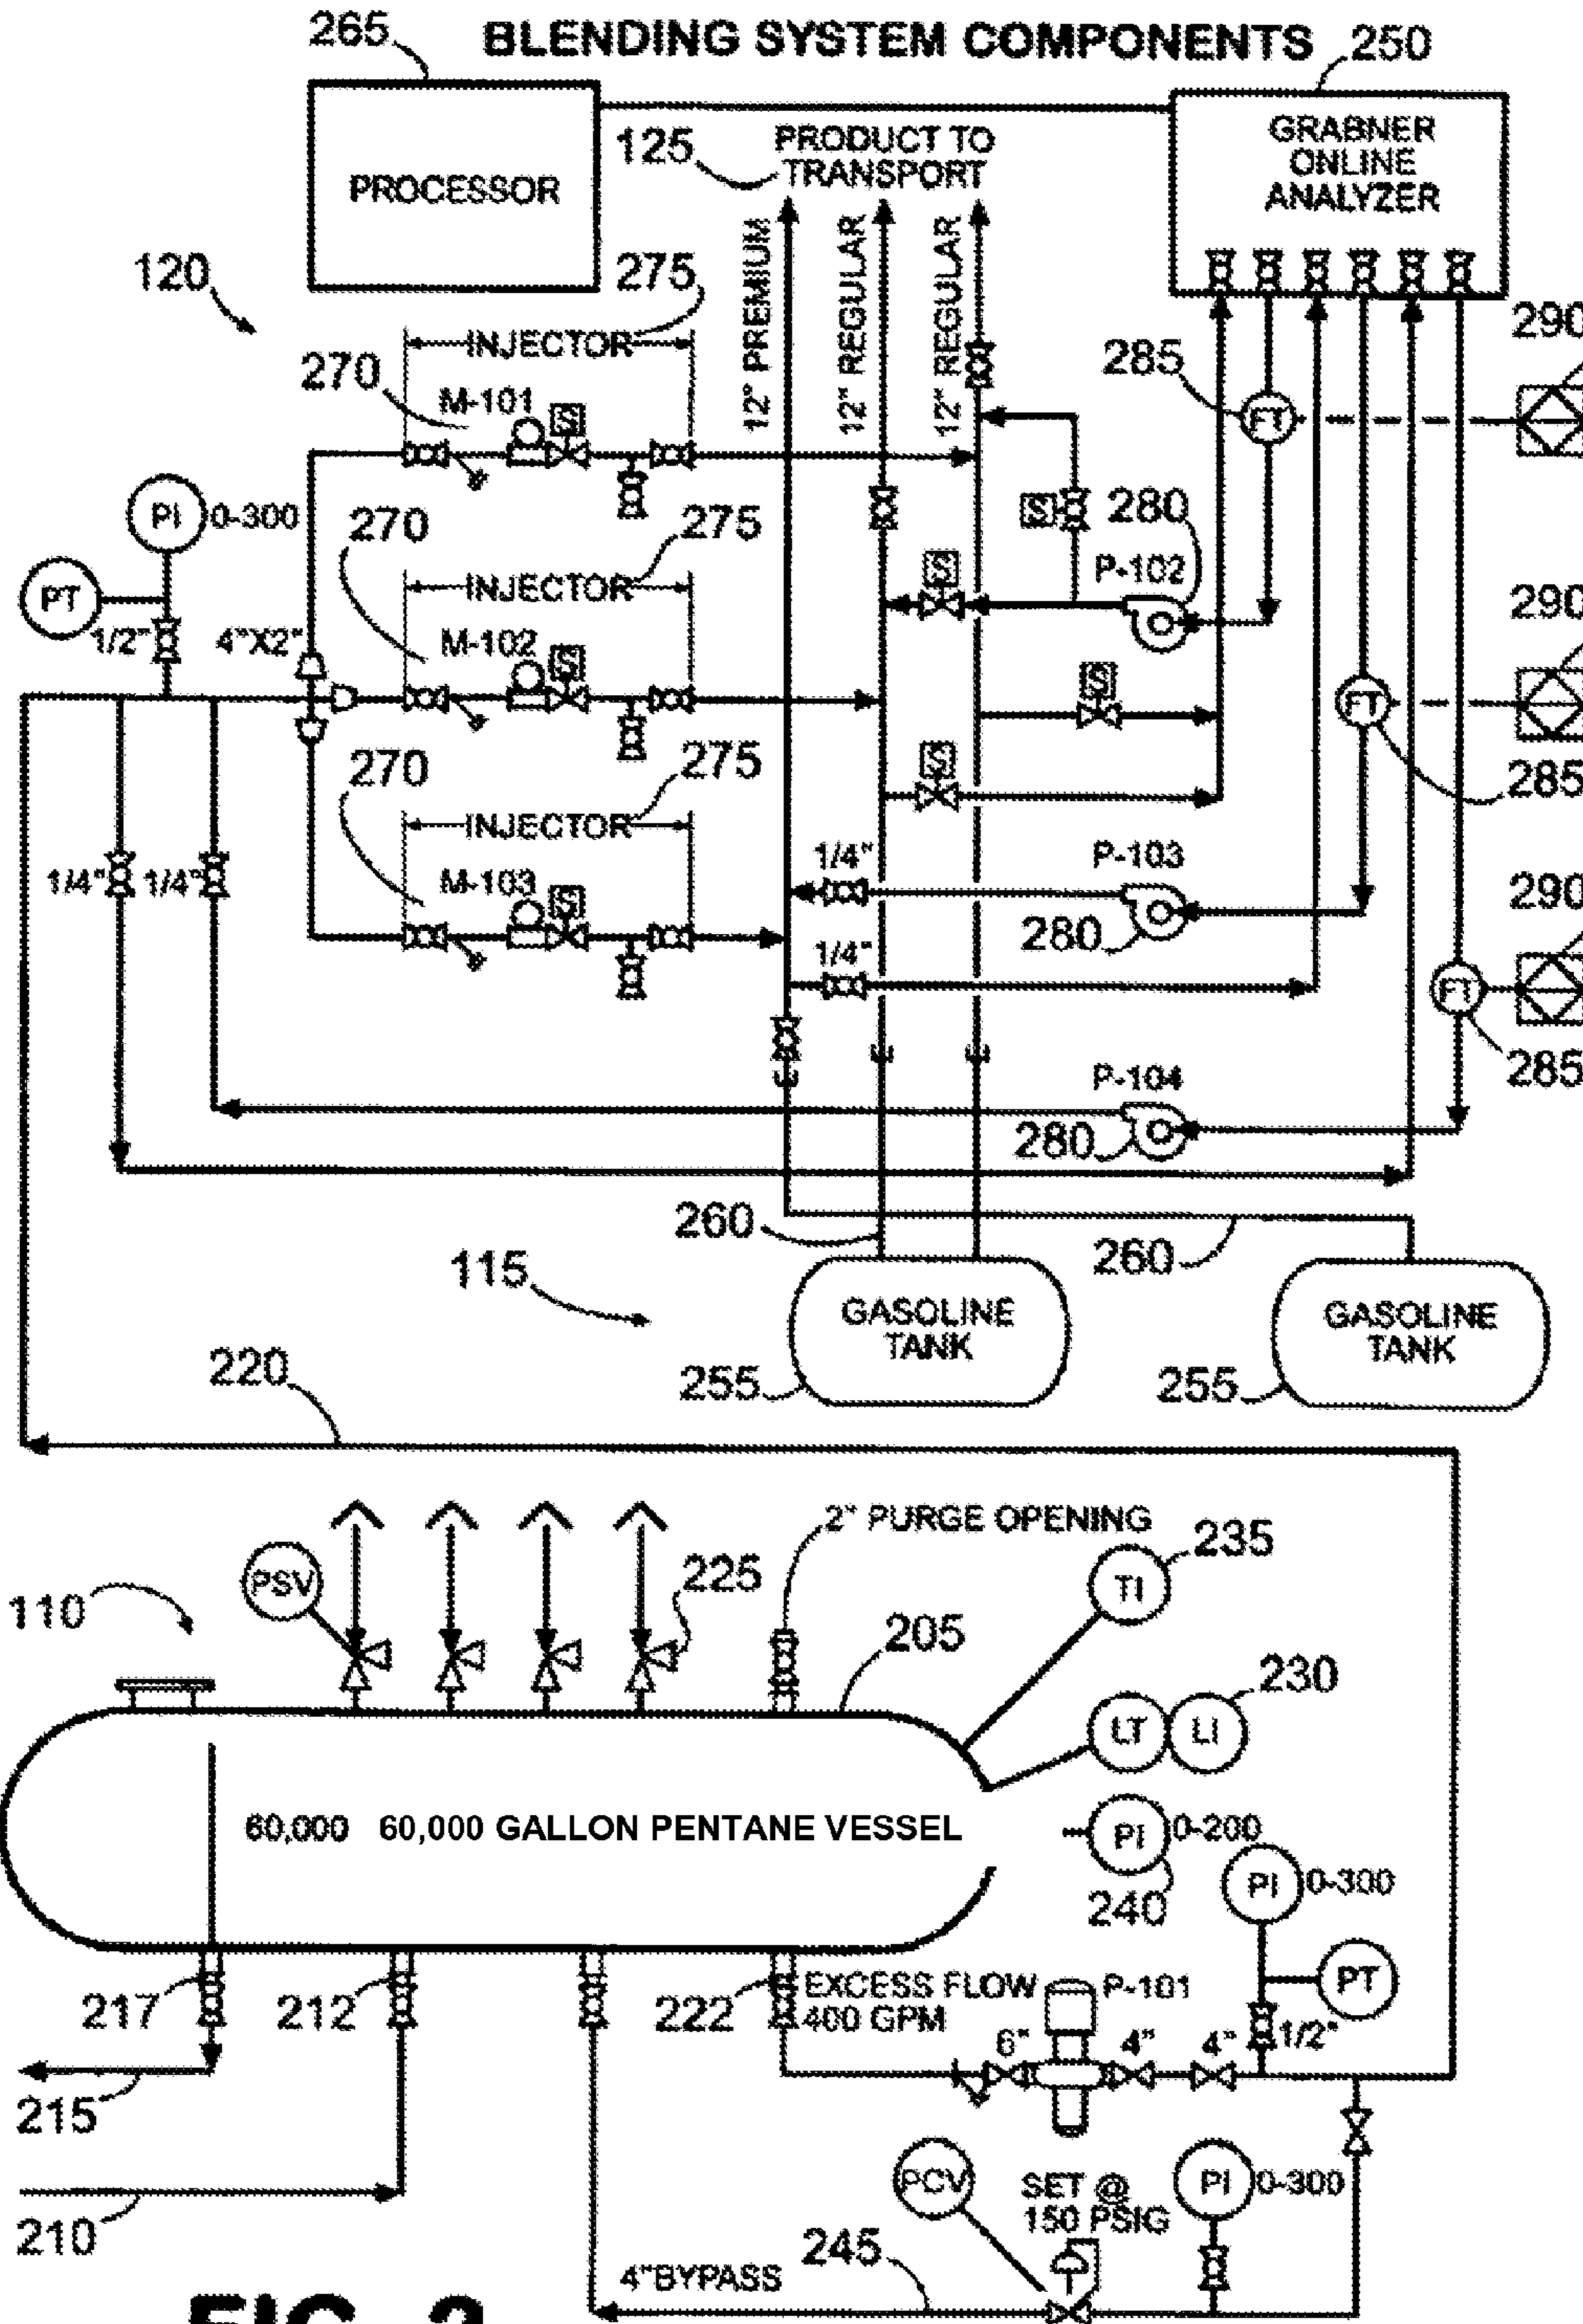 265
BLENDING SYSTEM COMPONENTS
250
PROCESSOR
125
PRODUCT TO
TRANSPORT
GRABNER
ONLINE
ANALYZER
12" PREMIUM
12" REGULAR
12" REGULAR
120
275
INJECTOR
270
M-101
S
285
FT
290
PI
0-300
PT
1/2"
4"X2"
270
INJECTOR
275
M-102
S
S
280
S
P-102
290
S
FT
285
S
270
INJECTOR
275
M-103
S
1/4"
1/4"
1/4"
P-103
280
1/4"
290
FT
285
P-104
280
260
260
115
GASOLINE
TANK
255
GASOLINE
TANK
255
220
2" PURGE OPENING
235
TI
PSV
225
110
205
230
LT
LI
60,000 60,000 GALLON PENTANE VESSEL
PI
0-200
240
PI
0-300
217
212
222
EXCESS FLOW
400 GPM
P-101
PT
6"
4"
4"
1/2"
215
PCV
SET @
150 PSIG
PI
0-300
210
245
4"BYPASS
FIG. 2